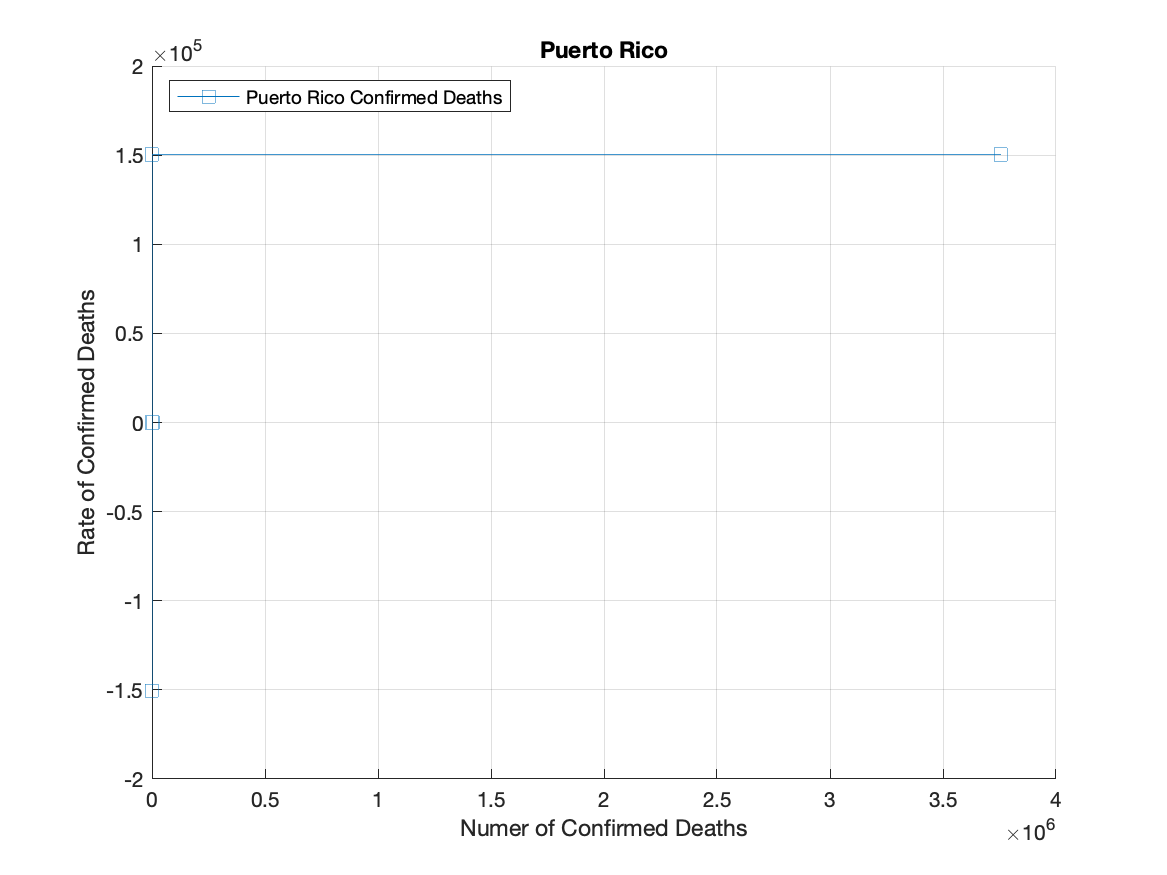 Puerto Rico
×10^5
Puerto Rico Confirmed Deaths
2
1.5
1
0.5
0
-0.5
-1
-1.5
-2
Rate of Confirmed Deaths
0 0.5 1 1.5 2 2.5 3 3.5 4
Numer of Confirmed Deaths
×10^6